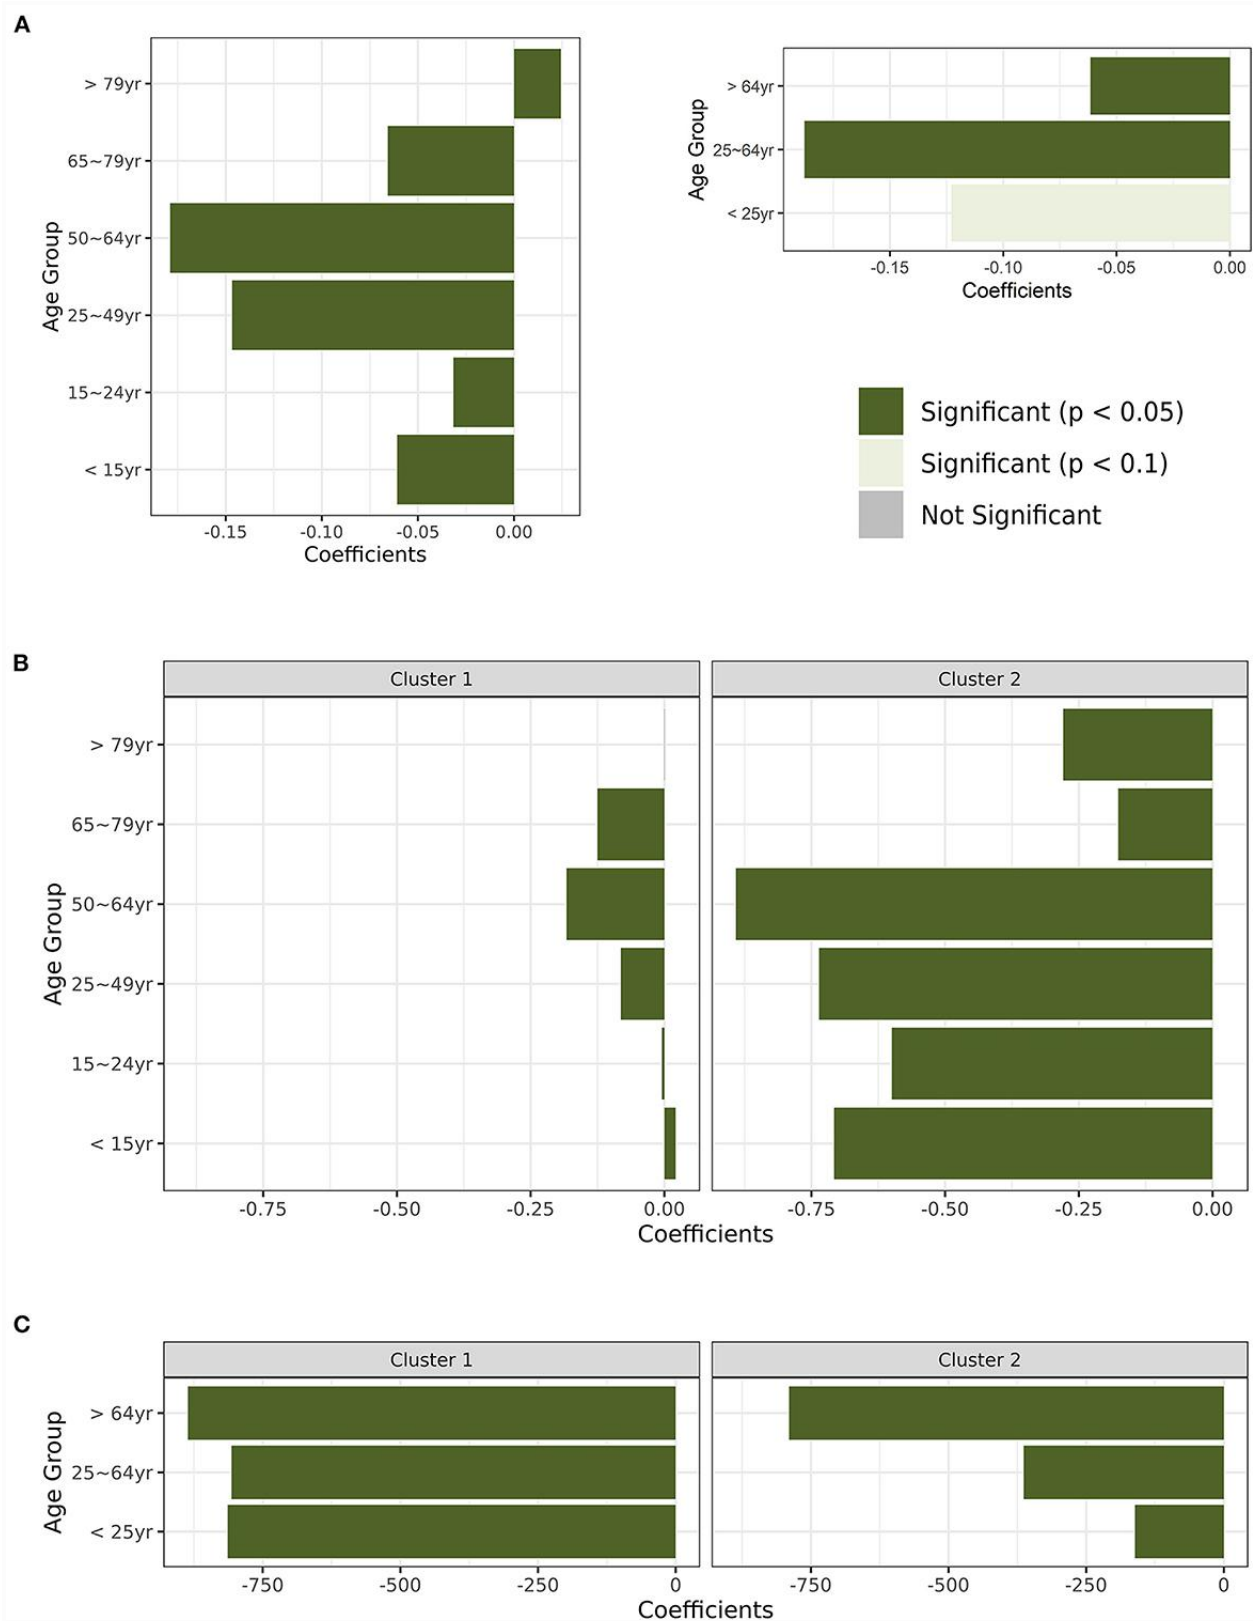 A
Age Group
> 79yr
65~79yr
50~64yr
25~49yr
15~24yr
< 15yr
-0.15 -0.10 -0.05 0.00
Coefficients
Age Group
> 64yr
25~64yr
< 25yr
-0.15 -0.10 -0.05 0.00
Coefficients
Significant (p < 0.05)
Significant (p < 0.1)
Not Significant
B
Cluster 1 Cluster 2
Age Group
> 79yr
65~79yr
50~64yr
25~49yr
15~24yr
< 15yr
-0.75 -0.50 -0.25 0.00 -0.75 -0.50 -0.25 0.00
Coefficients
C
Cluster 1 Cluster 2
Age Group
> 64yr
25~64yr
< 25yr
-750 -500 -250 0 -750 -500 -250 0
Coefficients